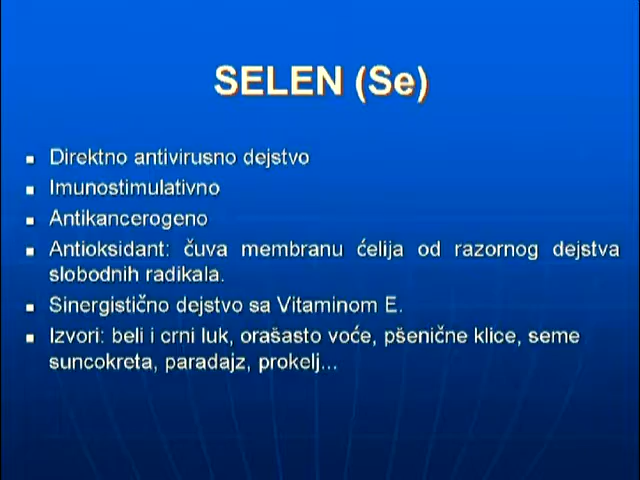 SELEN (Se)
Direktno antivirusno dejstvo
Imunostimulativno
Antikancerogeno
Antioksidant: čuva membranu ćelija od razornog dejstva
slobodnih radikala.
Sinergistično dejstvo sa Vitaminom E.
Izvori: beli i crni luk, orašasto voće, pšenične klice, seme
suncokreta, paradajz, prokelj...